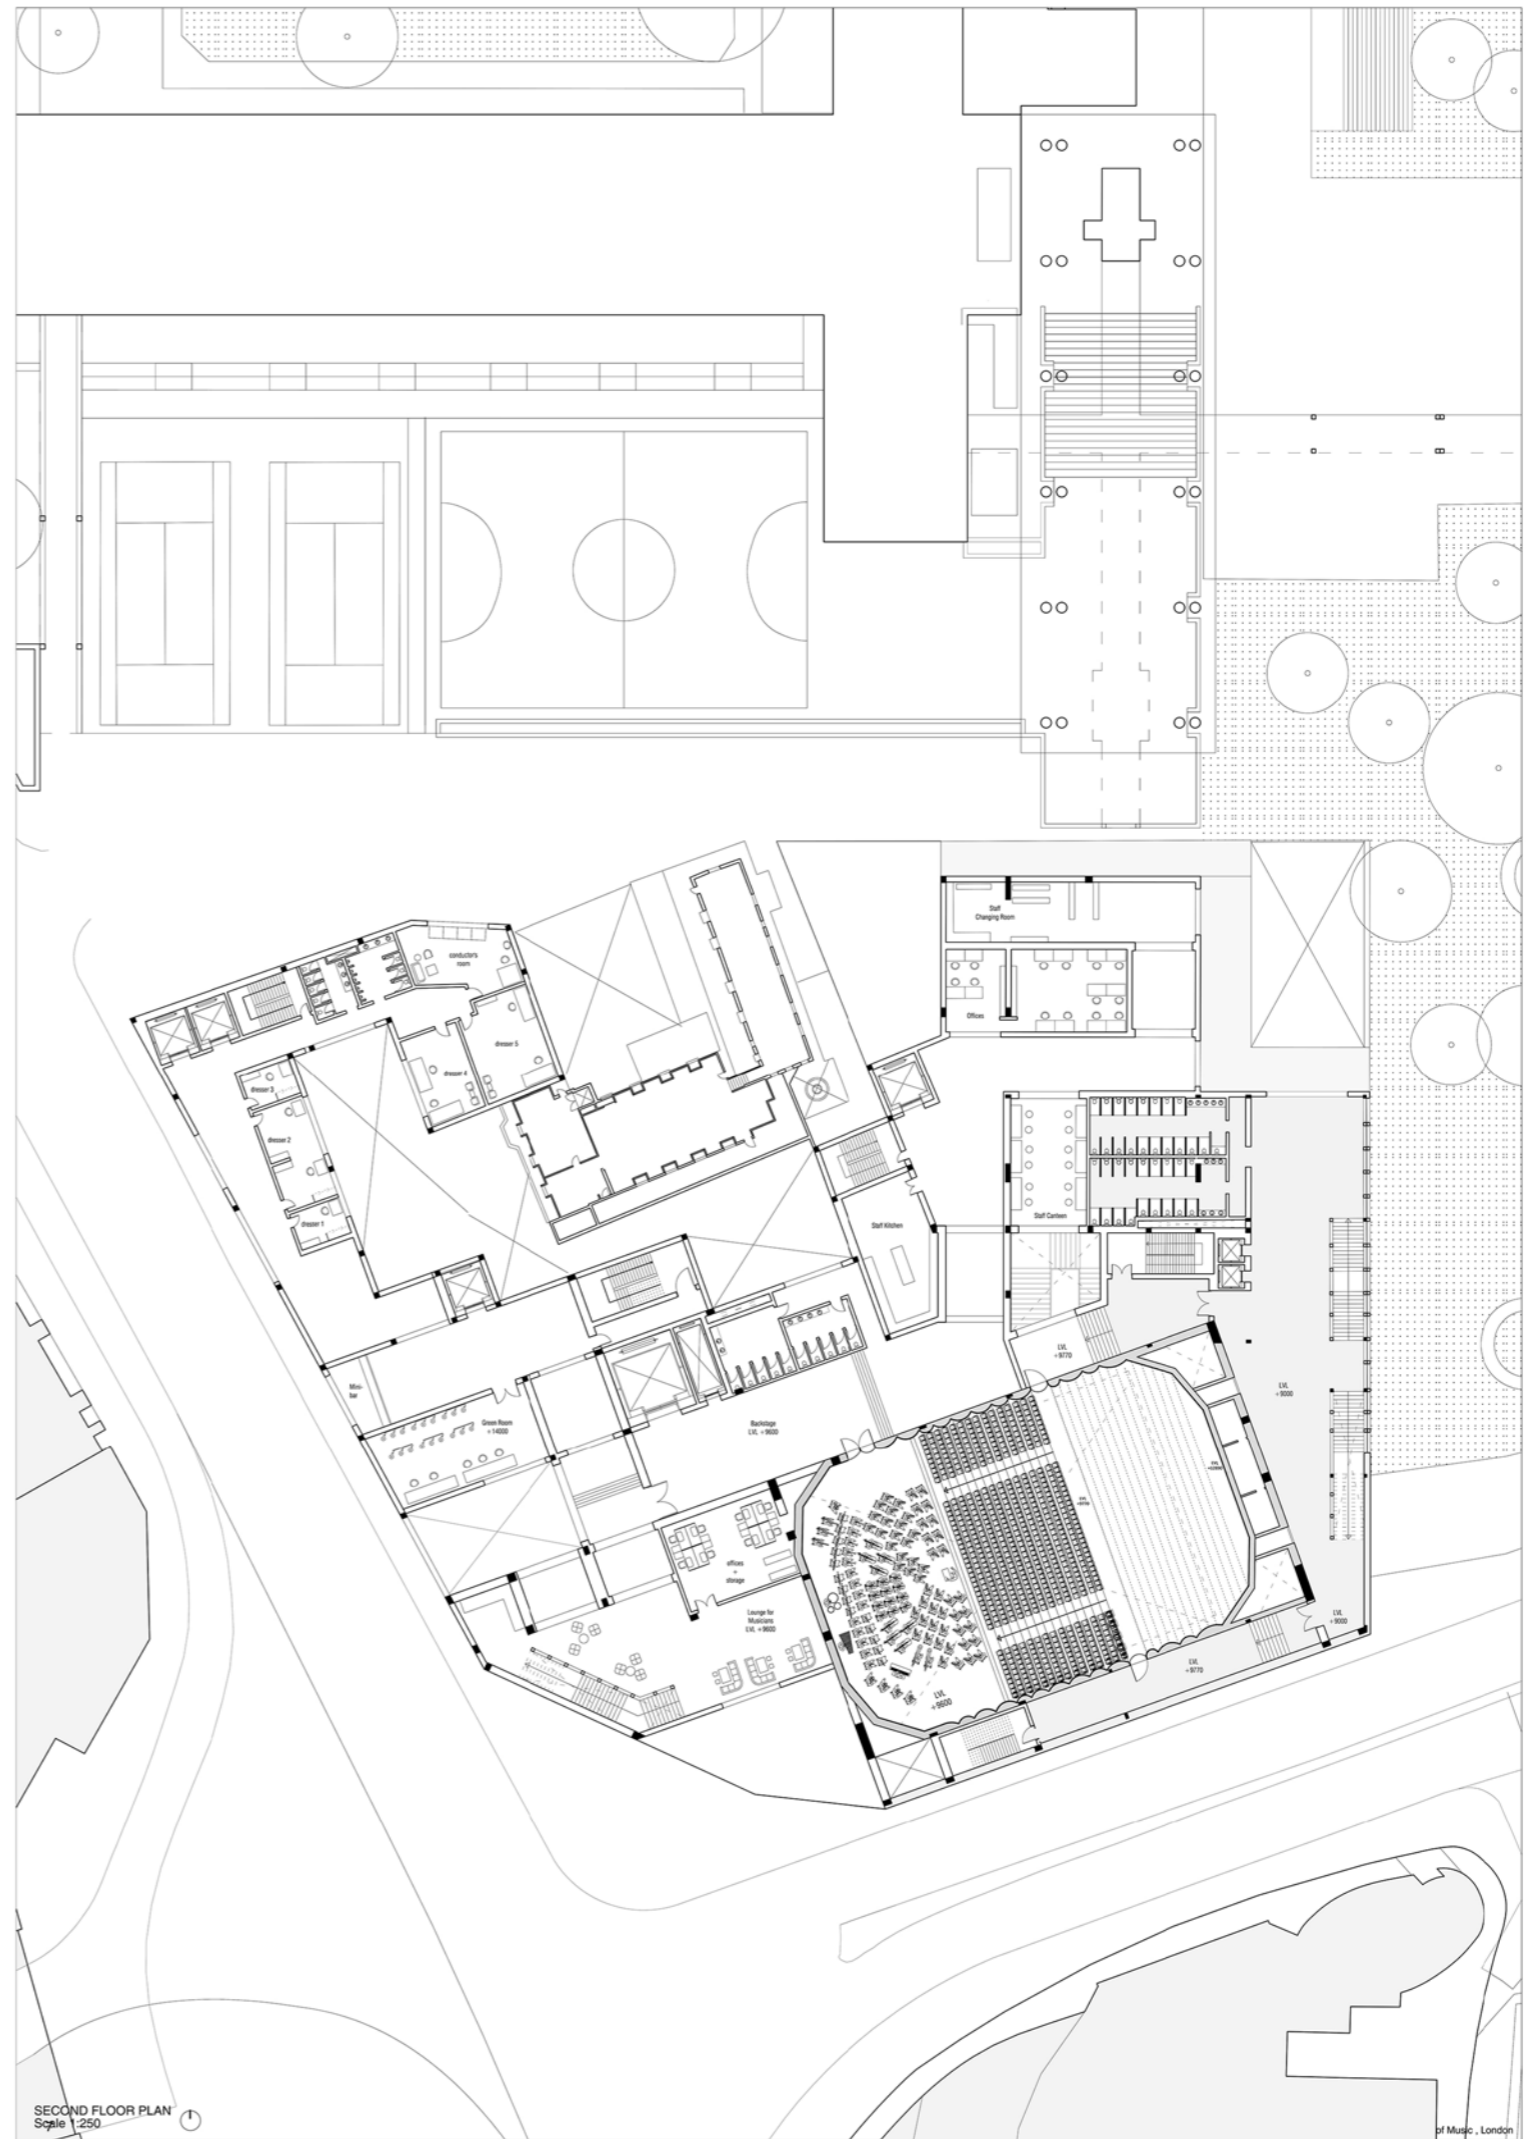 Staff
Changing Room
conductor's
room
Offices
dresser 5
dresser 4
dresser 3
dresser 2
dresser 1
Staff Canteen
Staff Kitchen
LVL
+9770
LVL
+9000
Mini-
bar
Green Room
+14000
Backstage
LVL +9600
offices
+
storage
Lounge for
Musicians
LVL +9600
LVL
+9600
LVL
+9770
LVL
+9000
SECOND FLOOR PLAN
Scale 1:250
of Music , London